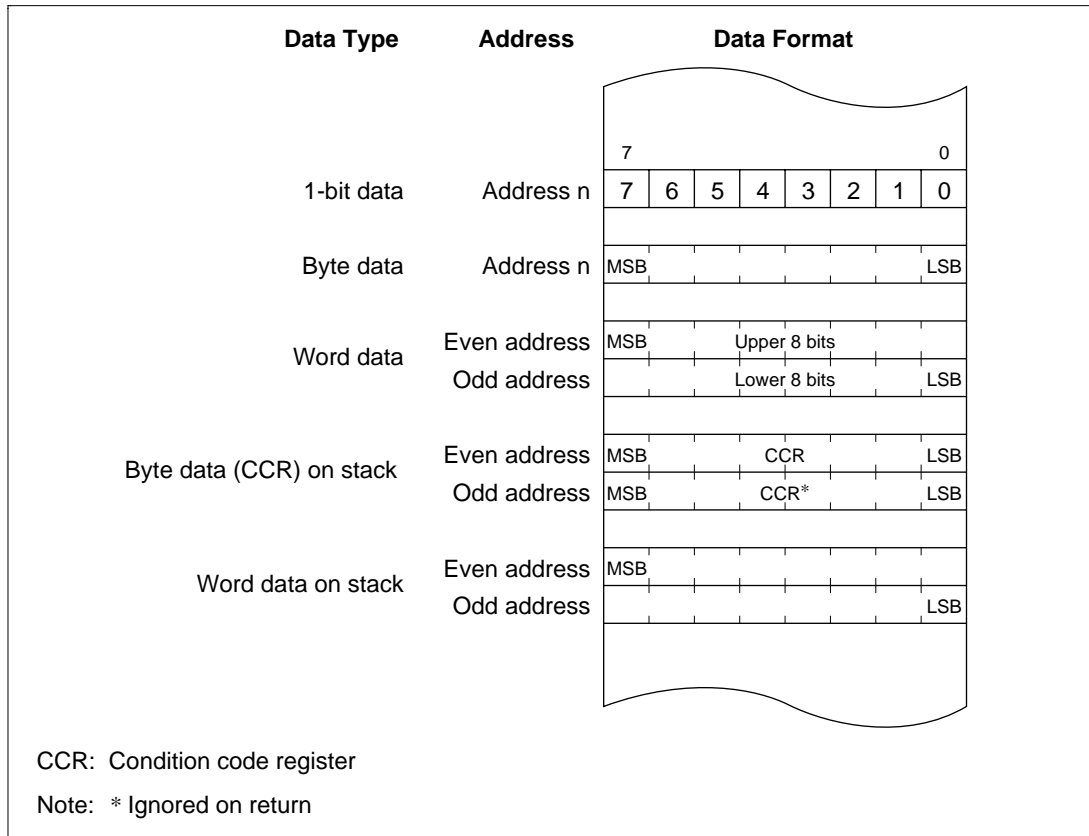 Data Type Address Data Format
7 0
1-bit data Address n 7 6 5 4 3 2 1 0
Byte data Address n MSB LSB
Word data
Even address MSB Upper 8 bits
Odd address Lower 8 bits LSB
Byte data (CCR) on stack
Even address MSB CCR LSB
Odd address MSB CCR* LSB
Word data on stack
Even address MSB
Odd address LSB
CCR: Condition code register
Note: * Ignored on return